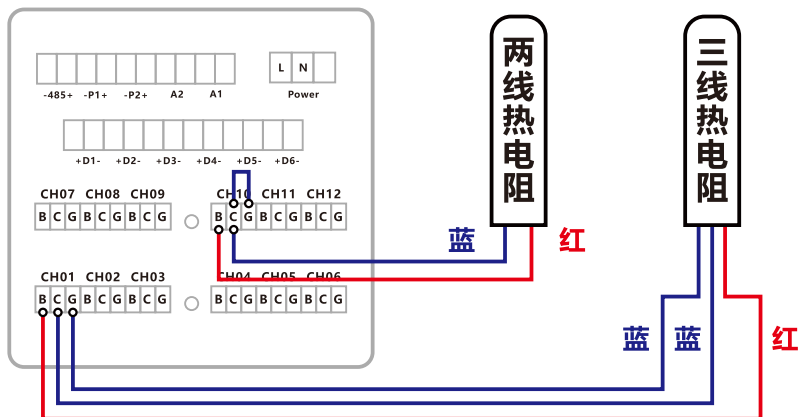 L N
-485+ -P1+ -P2+ A2 A1 Power
+D1- +D2- +D3- +D4- +D5- +D6-
CH07 CH08 CH09 CH10 CH11 CH12
B C G B C G B C G B C G B C G B C G
CH01 CH02 CH03 CH04 CH05 CH06
B C G B C G B C G B C G B C G B C G
两线热电阻
三线热电阻
蓝 红
蓝 蓝 红